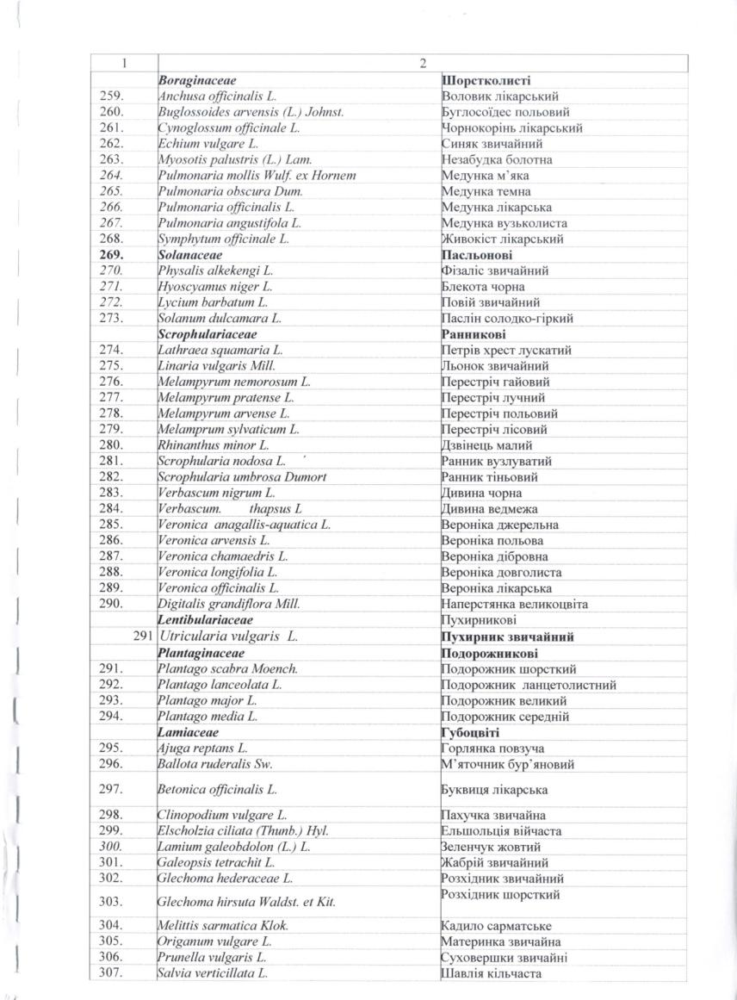 1 2
Boraginaceae Шорстколисті
259. Anchusa officinalis L. Воловик лікарський
260. Buglossoides arvensis (L.) Johnst. Буглосоїдес польовий
261. Cynoglossum officinale L. Чорнокорінь лікарський
262. Echium vulgare L. Синяк звичайний
263. Myosotis palustris (L.) Lam. Незабудка болотна
264. Pulmonaria mollis Wulf. ex Hornem Медунка м’яка
265. Pulmonaria obscura Dum. Медунка темна
266. Pulmonaria officinalis L. Медунка лікарська
267. Pulmonaria angustifola L. Медунка вузьколиста
268. Symphytum officinale L. Живокіст лікарський
269. Solanaceae Пасльонові
270. Physalis alkekengi L. Фізаліс звичайний
271. Hyoscyamus niger L. Блекота чорна
272. Lycium barbatum L. Повій звичайний
273. Solanum dulcamara L. Паслін солодко-гіркий
Scrophulariaceae Ранникові
274. Lathraea squamaria L. Петрів хрест лускатий
275. Linaria vulgaris Mill. Льонок звичайний
276. Melampyrum nemorosum L. Перестріч гайовий
277. Melampyrum pratense L. Перестріч лучний
278. Melampyrum arvense L. Перестріч польовий
279. Melamprum sylvaticum L. Перестріч лісовий
280. Rhinanthus minor L. Дзвінець малий
281. Scrophularia nodosa L. Ранник вузлуватий
282. Scrophularia umbrosa Dumort Ранник тіньовий
283. Verbascum nigrum L. Дивина чорна
284. Verbascum. thapsus L Дивина ведмежа
285. Veronica anagallis-aquatica L. Вероніка джерельна
286. Veronica arvensis L. Вероніка польова
287. Veronica chamaedris L. Вероніка дібровна
288. Veronica longifolia L. Вероніка довголиста
289. Veronica officinalis L. Вероніка лікарська
290. Digitalis grandiflora Mill. Наперстянка великоцвіта
Lentibulariaceae Пухирникові
291 Utricularia vulgaris L. Пухирник звичайний
Plantaginaceae Подорожникові
291. Plantago scabra Moench. Подорожник шорсткий
292. Plantago lanceolata L. Подорожник ланцетолистний
293. Plantago major L. Подорожник великий
294. Plantago media L. Подорожник середній
Lamiaceae Губоцвіті
295. Ajuga reptans L. Горлянка повзуча
296. Ballota ruderalis Sw. М’яточник бур’яновий
297. Betonica officinalis L. Буквиця лікарська
298. Clinopodium vulgare L. Пахучка звичайна
299. Elscholzia ciliata (Thunb.) Hyl. Ельшольція війчаста
300. Lamium galeobdolon (L.) L. Зеленчук жовтий
301. Galeopsis tetrachit L. Жабрій звичайний
302. Glechoma hederaceae L. Розхідник звичайний
303. Glechoma hirsuta Waldst. et Kit. Розхідник шорсткий
304. Melittis sarmatica Klok. Кадило сарматське
305. Origanum vulgare L. Материнка звичайна
306. Prunella vulgaris L. Суховершки звичайні
307. Salvia verticillata L. Шавлія кільчаста